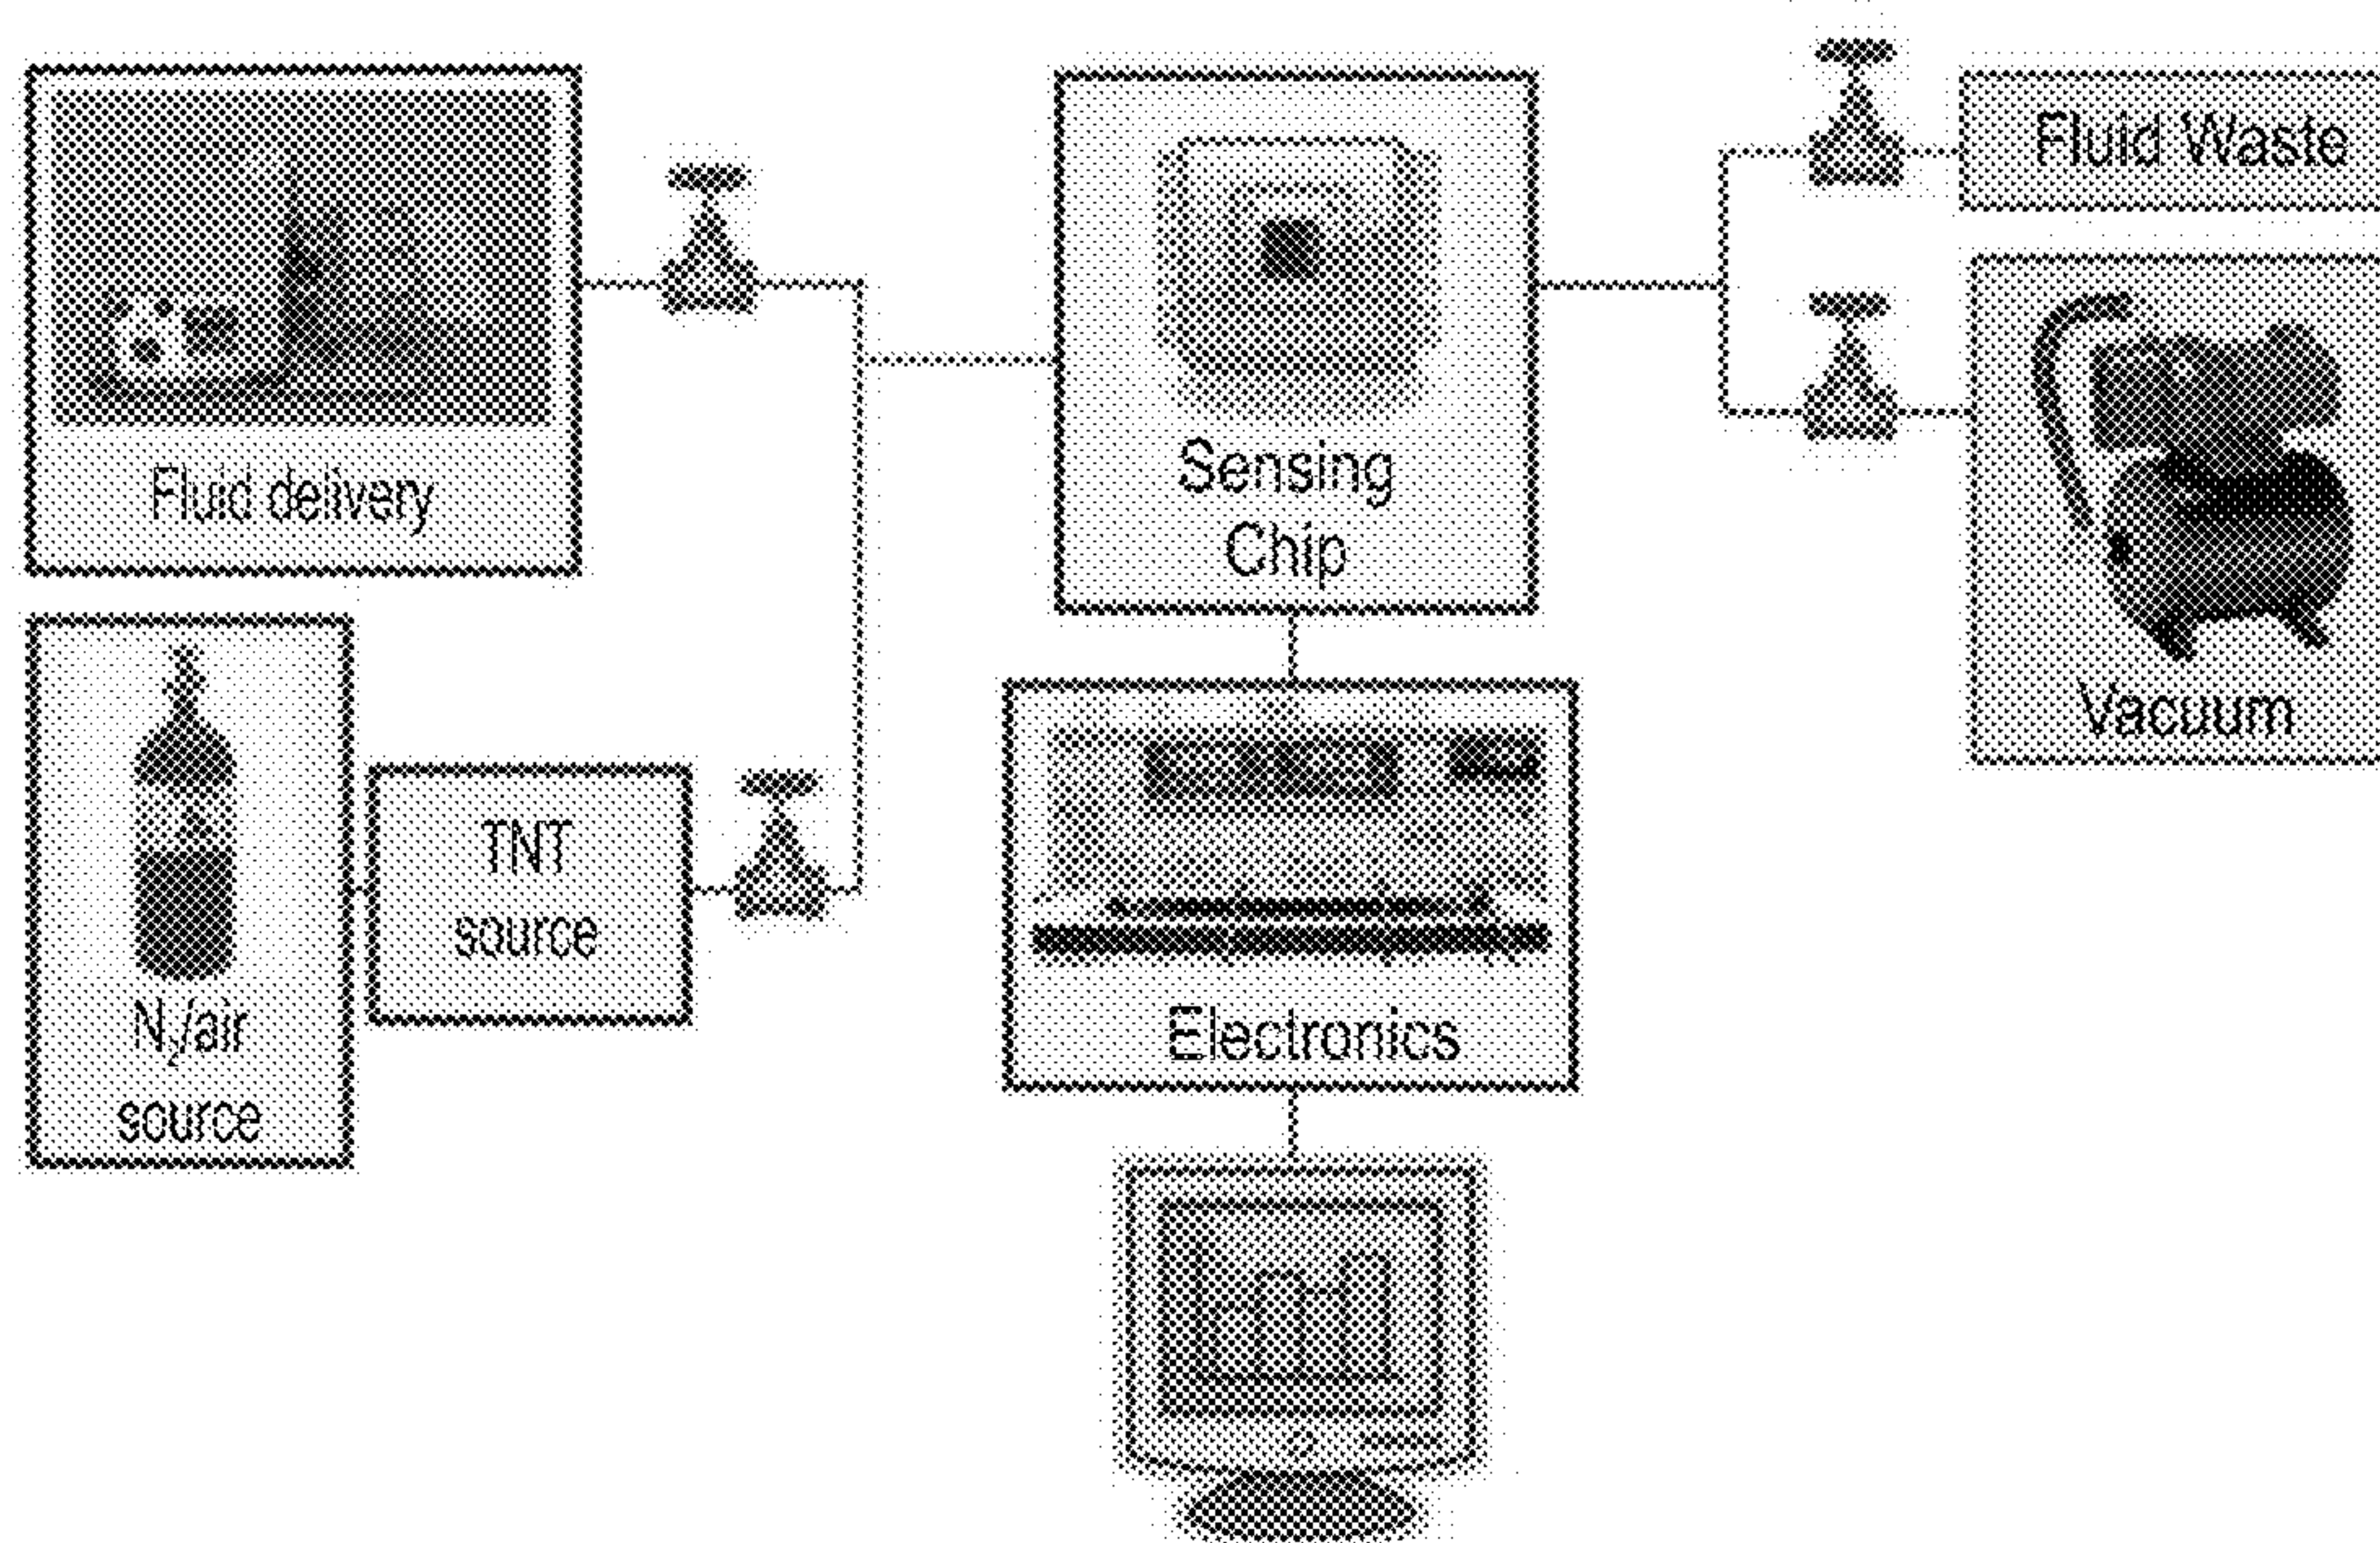 Fluid delivery
Sensing
Chip
Fluid Waste
Vacuum
N₂/air
source
TNT
source
Electronics